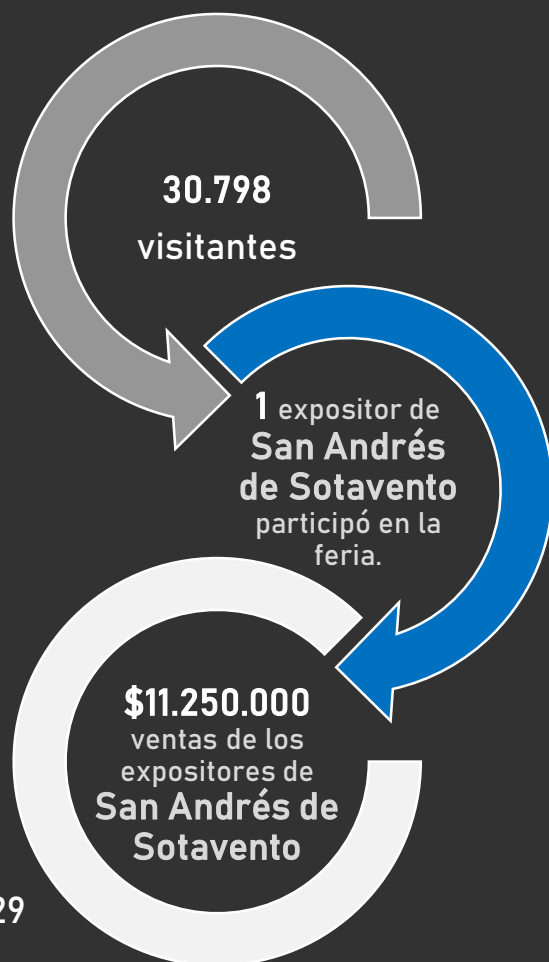 30.798
visitantes
1 expositor de
San Andrés
de Sotavento
participó en la
feria.
$11.250.000
ventas de los
expositores de
San Andrés de
Sotavento
29